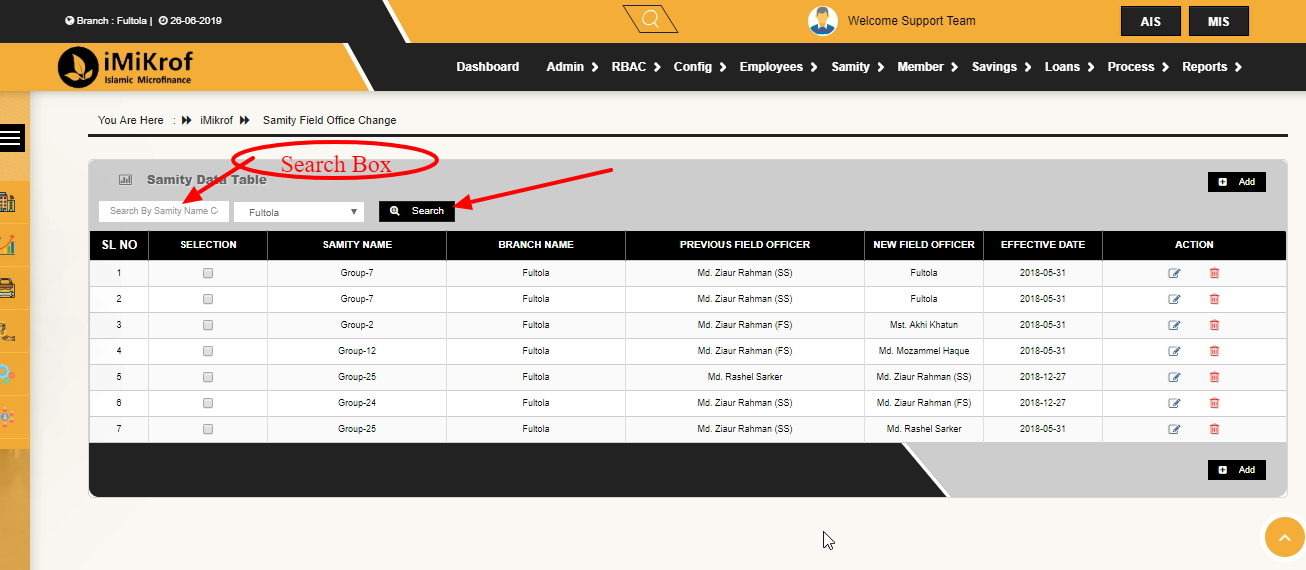 Branch : Fultola | 26-06-2019
Welcome Support Team
AIS
MIS
iMiKrof
Islamic Microfinance
Dashboard Admin RBAC Config Employees Samity Member Savings Loans Process Reports
You Are Here : iMikrof Samity Field Office Change
Search Box
Samity Data Table
Add
Search By Samity Name C
Fultola
Search
SL NO SELECTION SAMITY NAME BRANCH NAME PREVIOUS FIELD OFFICER NEW FIELD OFFICER EFFECTIVE DATE ACTION
1 Group-7 Fultola Md. Ziaur Rahman (SS) Fultola 2018-05-31
2 Group-7 Fultola Md. Ziaur Rahman (SS) Fultola 2018-05-31
3 Group-2 Fultola Md. Ziaur Rahman (FS) Mst. Akhi Khatun 2018-05-31
4 Group-12 Fultola Md. Ziaur Rahman (FS) Md. Mozammel Haque 2018-05-31
5 Group-25 Fultola Md. Rashel Sarker Md. Ziaur Rahman (SS) 2018-12-27
6 Group-24 Fultola Md. Ziaur Rahman (SS) Md. Ziaur Rahman (FS) 2018-12-27
7 Group-25 Fultola Md. Ziaur Rahman (SS) Md. Rashel Sarker 2018-05-31
Add